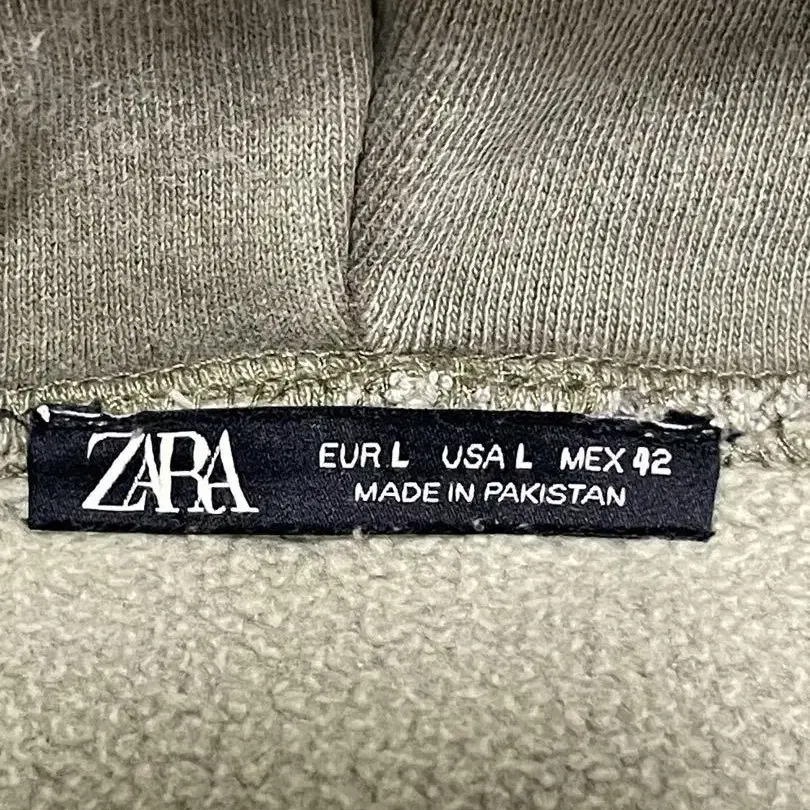 ZARA
EUR L USA L MEX 42
MADE IN PAKISTAN